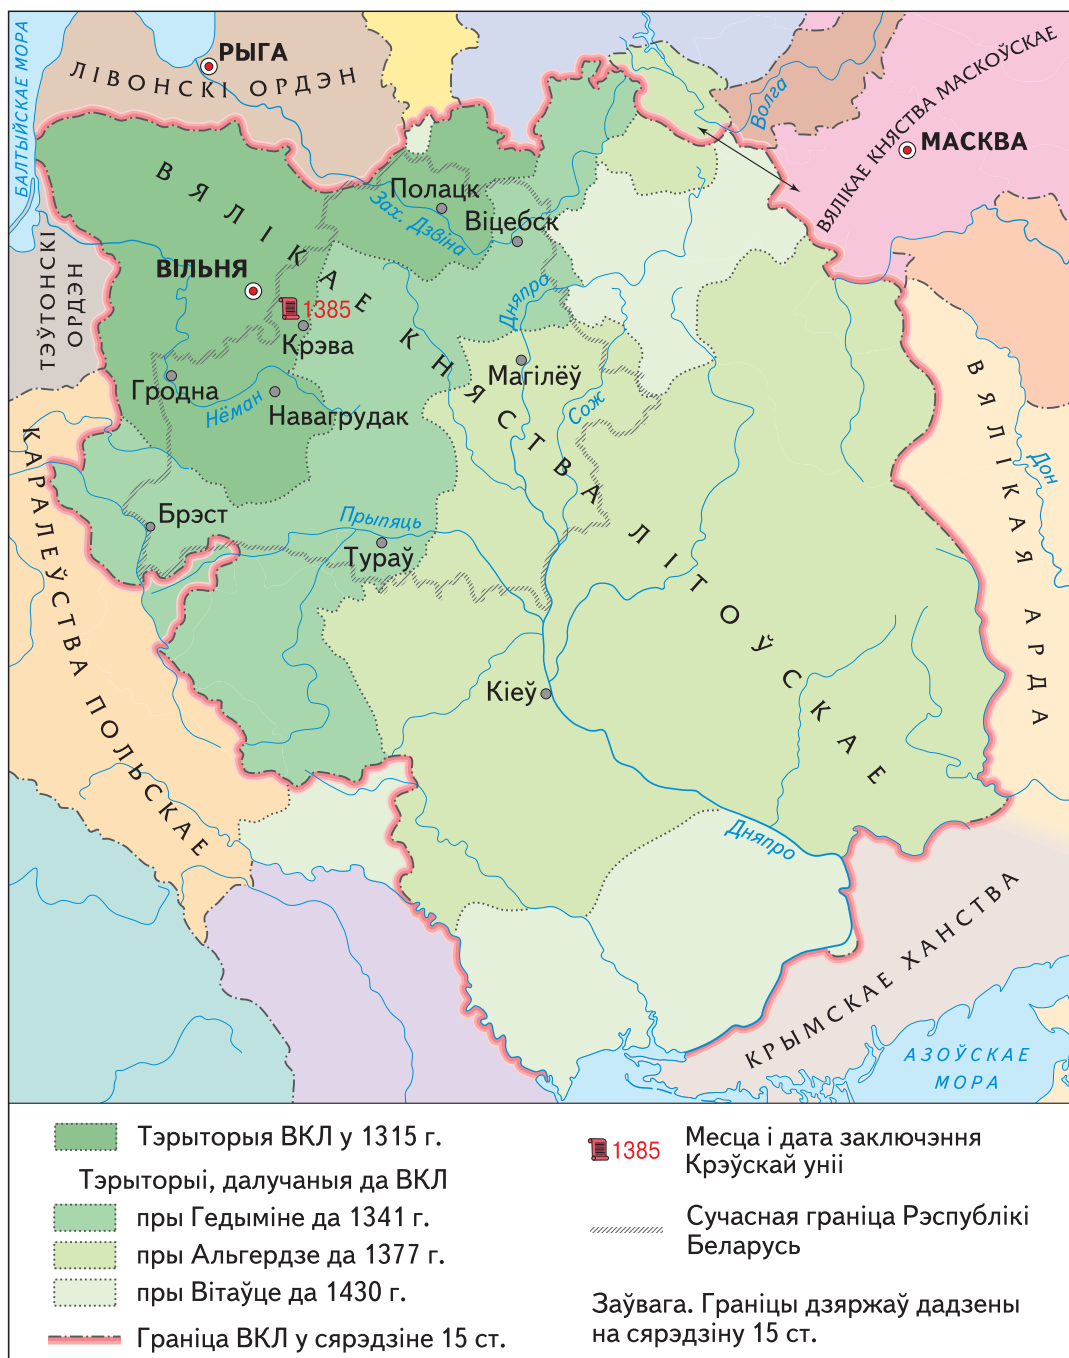 БАЛТЫЙСКАЕ МОРА
РЫГА
ЛІВОНСКІ ОРДЭН
Волга
ВЯЛІКАЕ КНЯСТВА МАСКОЎСКАЕ
МАСКВА
ВЯЛІКАЕ КНЯСТВА ЛІТОЎСКАЕ
Полацк
Зах. Дзвіна
Віцебск
ТЭЎТОНСКІ
ОРДЭН
ВІЛЬНЯ
1385
Крэва
Дняпро
Магілёў
Гродна
Нёман
Навагрудак
Сож
ВЯЛІКАЯ АРДА
Дон
КАРАЛЕЎСТВА ПОЛЬСКАЕ
Брэст
Прыпяць
Тураў
Кіеў
Дняпро
КРЫМСКАЕ ХАНСТВА
АЗОЎСКАЕ
МОРА
Тэрыторыя ВКЛ у 1315 г.
Тэрыторыі, далучаныя да ВКЛ
пры Гедыміне да 1341 г.
пры Альгердзе да 1377 г.
пры Вітаўце да 1430 г.
Граніца ВКЛ у сярэдзіне 15 ст.
1385
Месца і дата заключэння
Крэўскай уніі
Сучасная граніца Рэспублікі
Беларусь
Заўвага. Граніцы дзяржаў дадзены
на сярэдзіну 15 ст.